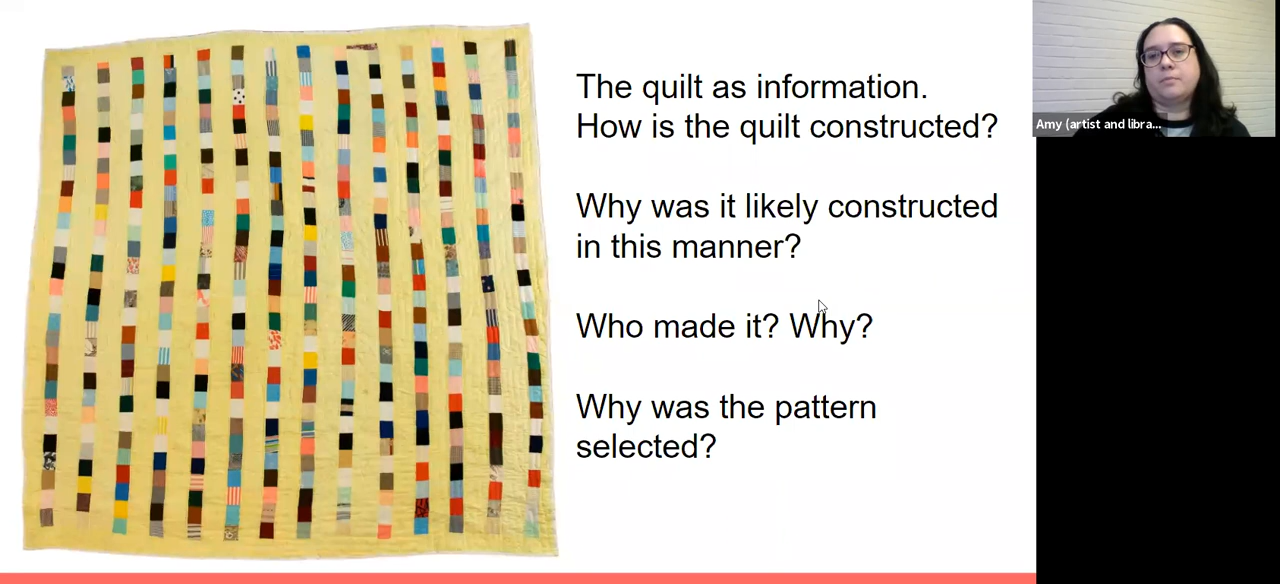 The quilt as information.
How is the quilt constructed?
Why was it likely constructed
in this manner?
Who made it? Why?
Why was the pattern
selected?
Amy (artist and libra...